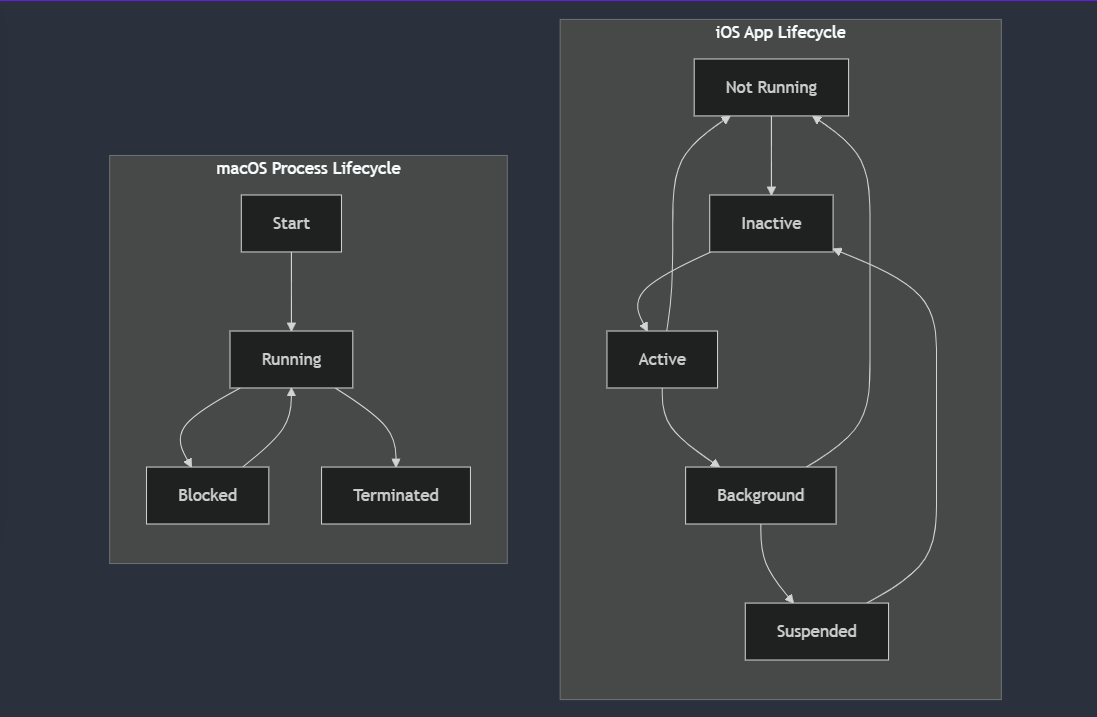 macOS Process Lifecycle
Start
Running
Blocked
Terminated
iOS App Lifecycle
Not Running
Inactive
Active
Background
Suspended